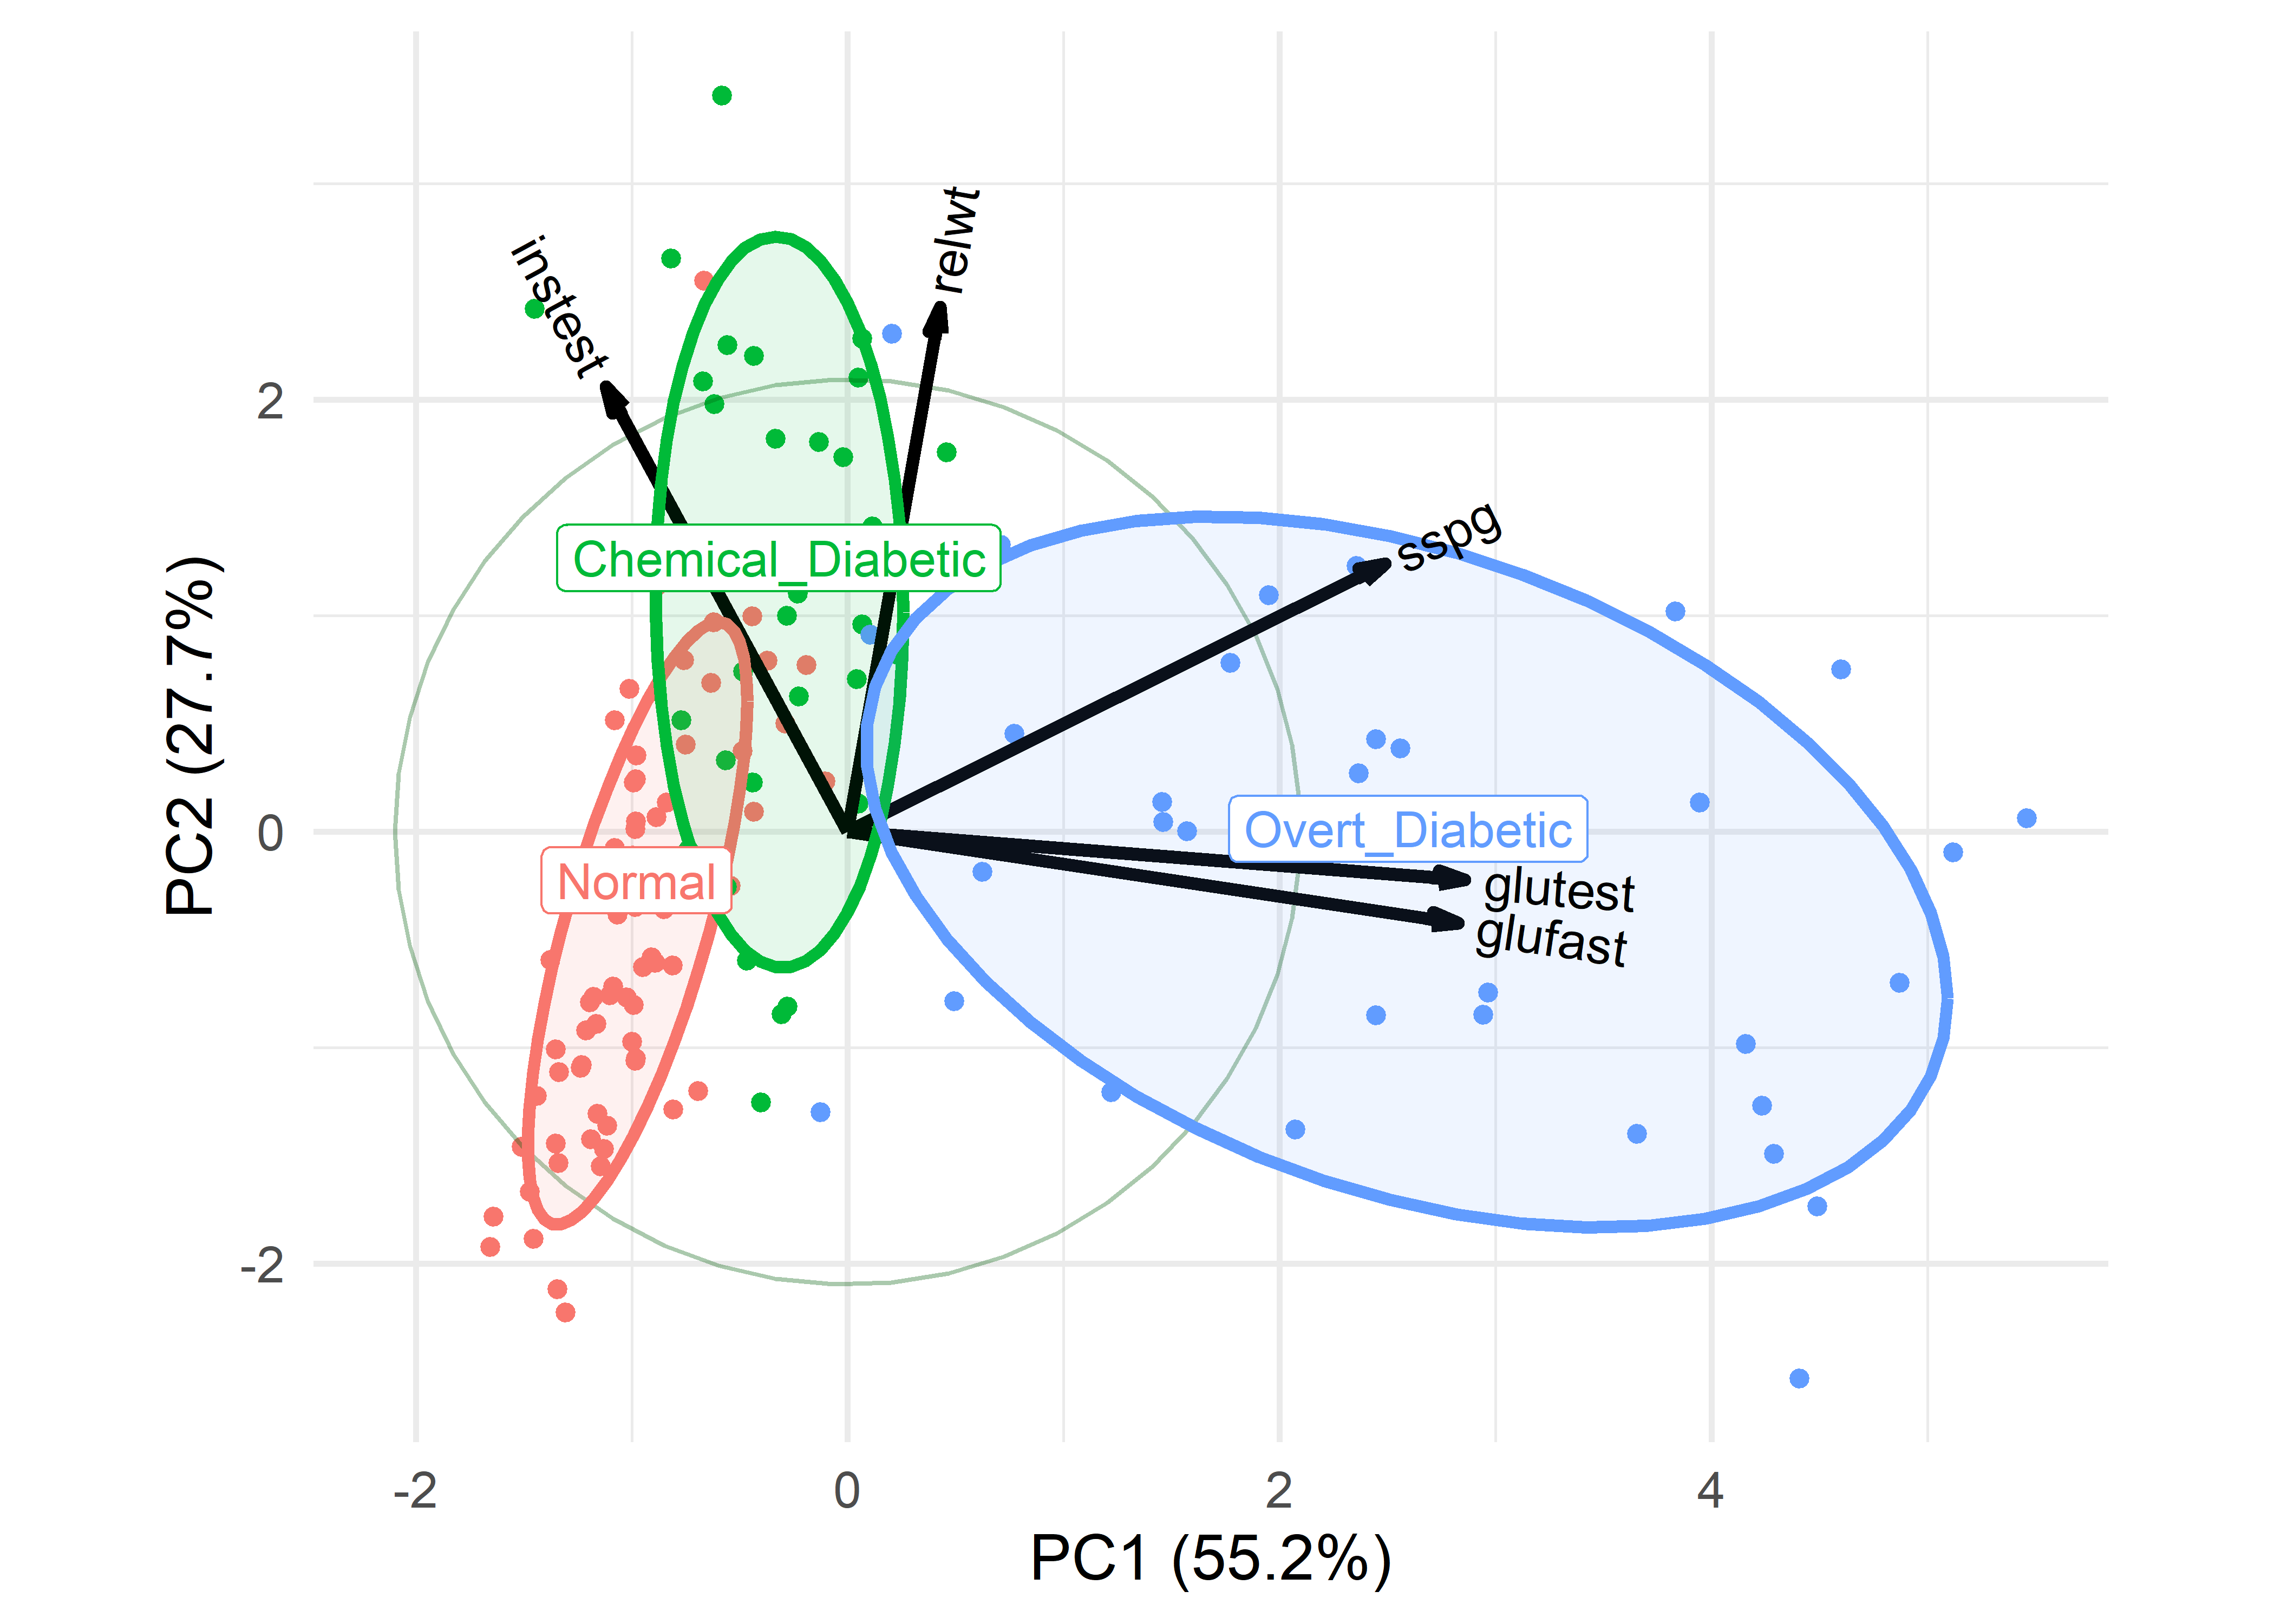 instest
relwt
2
sspg
Chemical_Diabetic
PC2 (27.7%)
0
Overt_Diabetic
Normal
glutest
glufast
-2
-2
0
2
4
PC1 (55.2%)